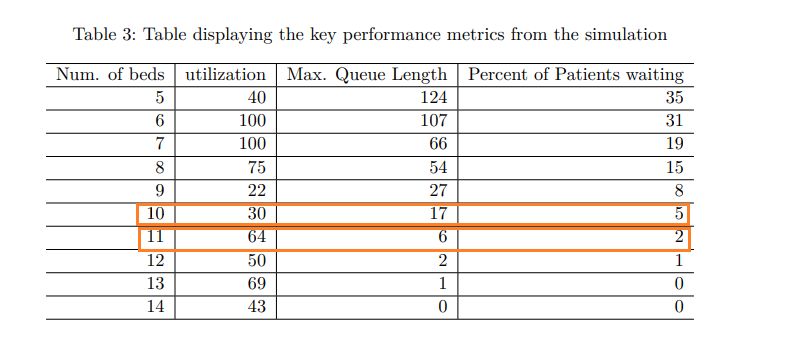 Table 3: Table displaying the key performance metrics from the simulation
Num. of beds utilization Max. Queue Length Percent of Patients waiting
5 40 124 35
6 100 107 31
7 100 66 19
8 75 54 15
9 22 27 8
10 30 17 5
11 64 6 2
12 50 2 1
13 69 1 0
14 43 0 0